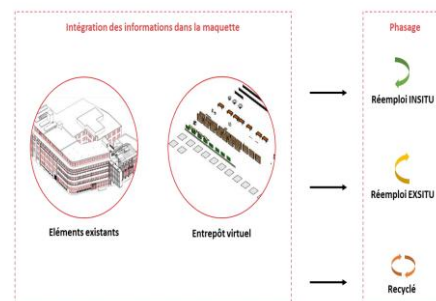 Intégration des informations dans la maquette
Phasage
Réemploi INSITU
Réemploi EXSITU
Eléments existants
Entrepôt virtuel
Recyclé